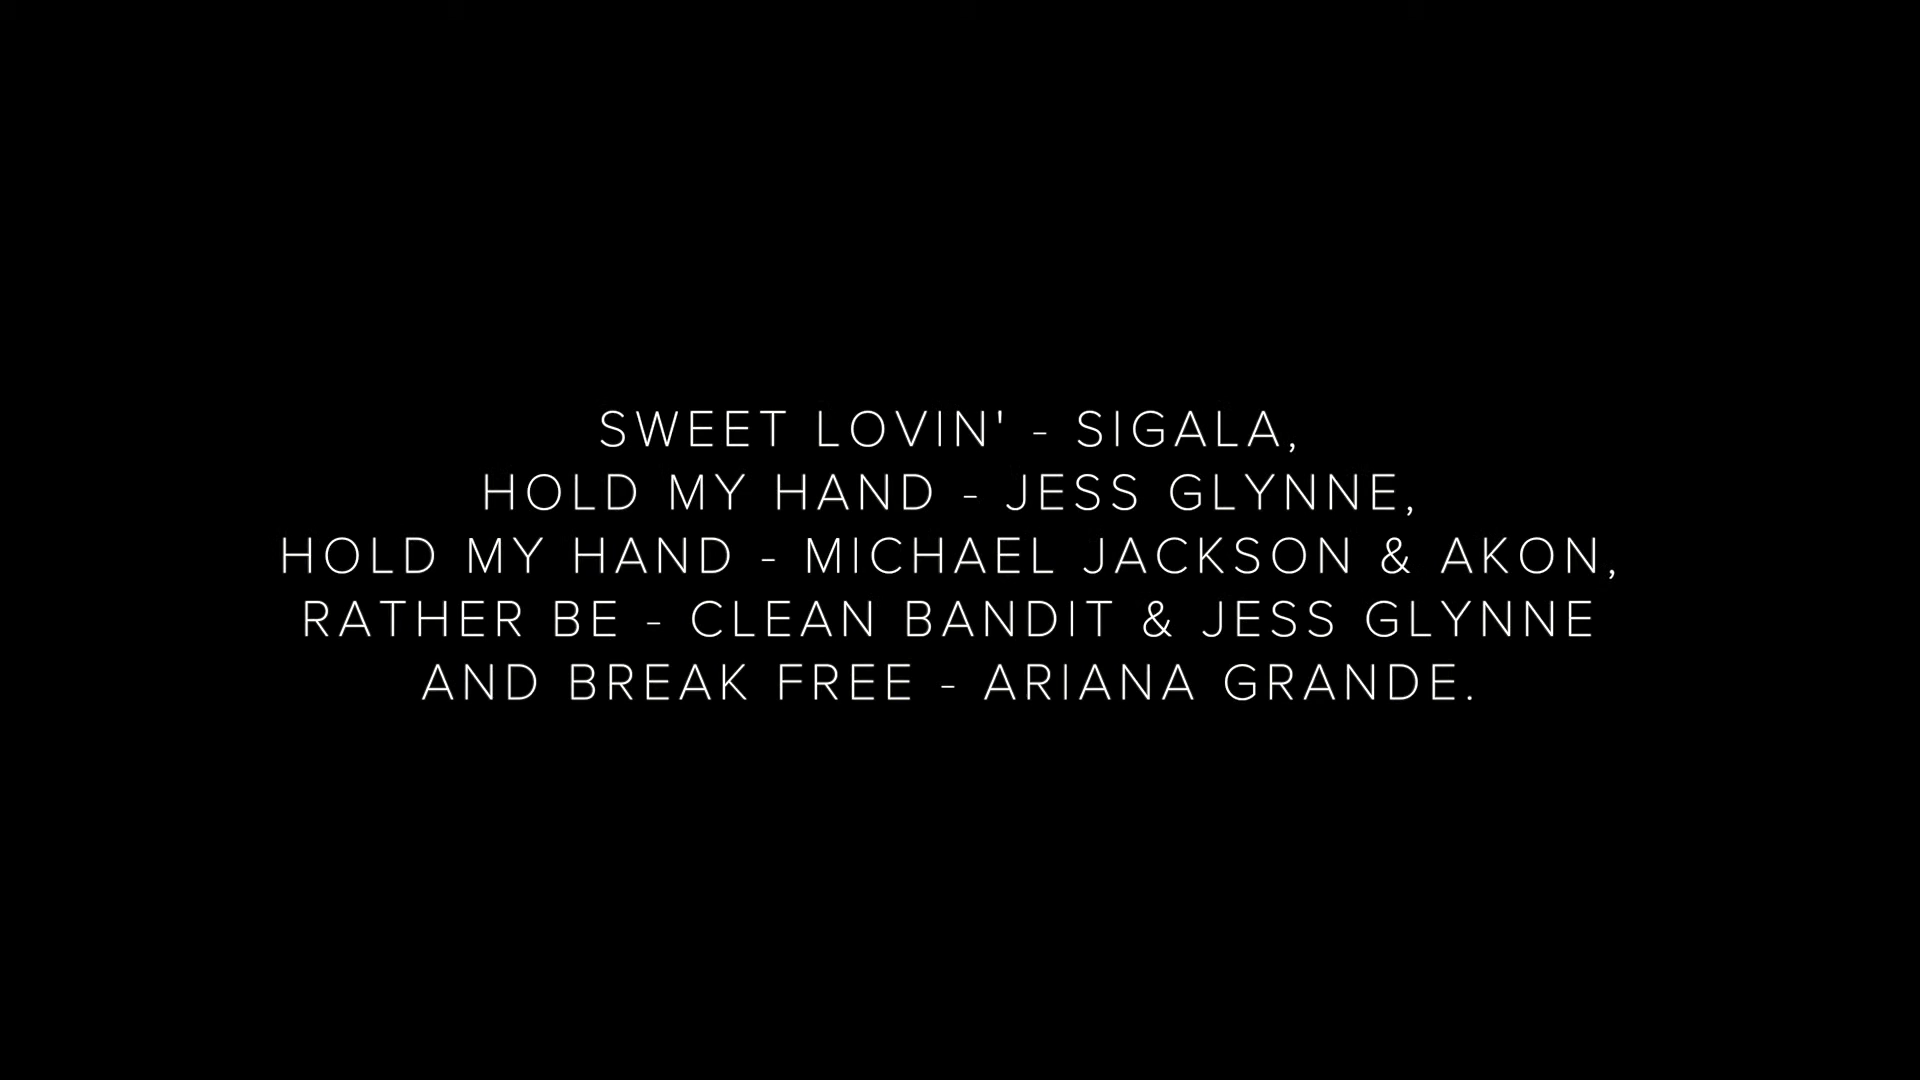 SWEET LOVIN' - SIGALA,
HOLD MY HAND - JESS GLYNNE,
HOLD MY HAND - MICHAEL JACKSON & AKON,
RATHER BE - CLEAN BANDIT & JESS GLYNNE
AND BREAK FREE - ARIANA GRANDE.